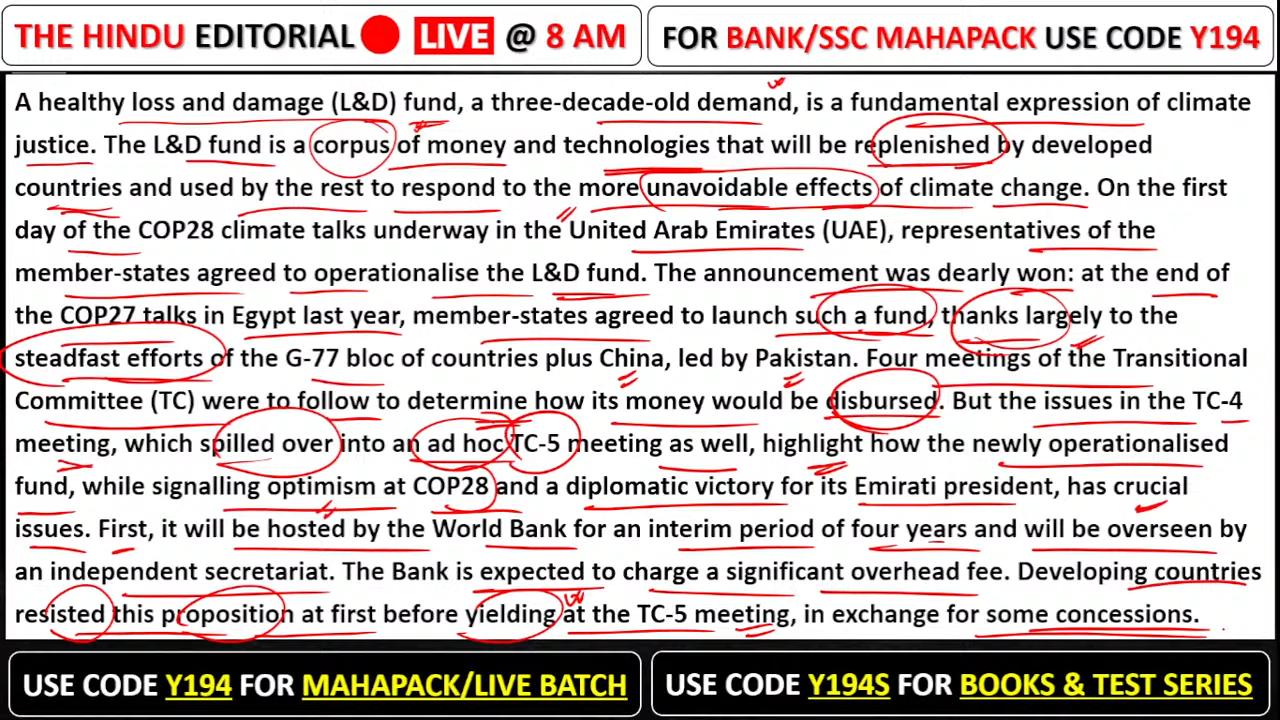 THE HINDU EDITORIAL LIVE @ 8 AM
FOR BANK/SSC MAHAPACK USE CODE Y194
A healthy loss and damage (L&D) fund, a three-decade-old demand, is a fundamental expression of climate
justice. The L&D fund is a corpus of money and technologies that will be replenished by developed
countries and used by the rest to respond to the more unavoidable effects of climate change. On the first
day of the COP28 climate talks underway in the United Arab Emirates (UAE), representatives of the
member-states agreed to operationalise the L&D fund. The announcement was dearly won: at the end of
the COP27 talks in Egypt last year, member-states agreed to launch such a fund, thanks largely to the
steadfast efforts of the G-77 bloc of countries plus China, led by Pakistan. Four meetings of the Transitional
Committee (TC) were to follow to determine how its money would be disbursed. But the issues in the TC-4
meeting, which spilled over into an ad hoc TC-5 meeting as well, highlight how the newly operationalised
fund, while signalling optimism at COP28 and a diplomatic victory for its Emirati president, has crucial
issues. First, it will be hosted by the World Bank for an interim period of four years and will be overseen by
an independent secretariat. The Bank is expected to charge a significant overhead fee. Developing countries
resisted this proposition at first before yielding at the TC-5 meeting, in exchange for some concessions.
USE CODE Y194 FOR MAHAPACK/LIVE BATCH
USE CODE Y194S FOR BOOKS & TEST SERIES